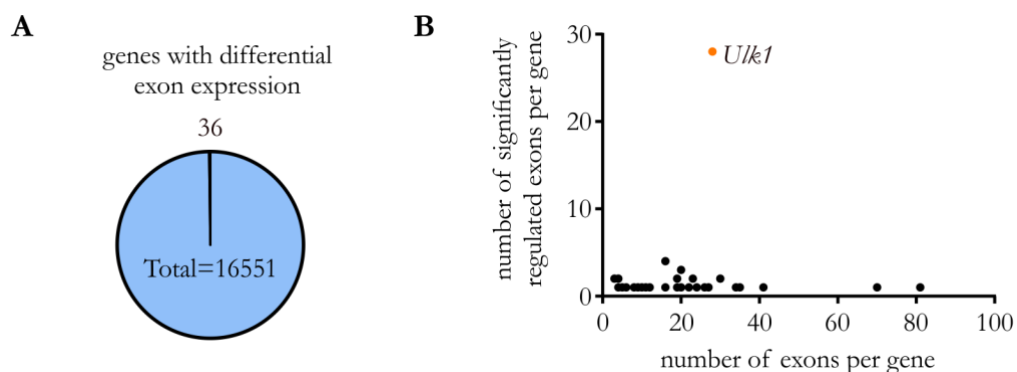 A
genes with differential
exon expression
36
Total=16551
B
number of significantly
regulated exons per gene
30
20
10
0
Ulk1
0 20 40 60 80 100
number of exons per gene